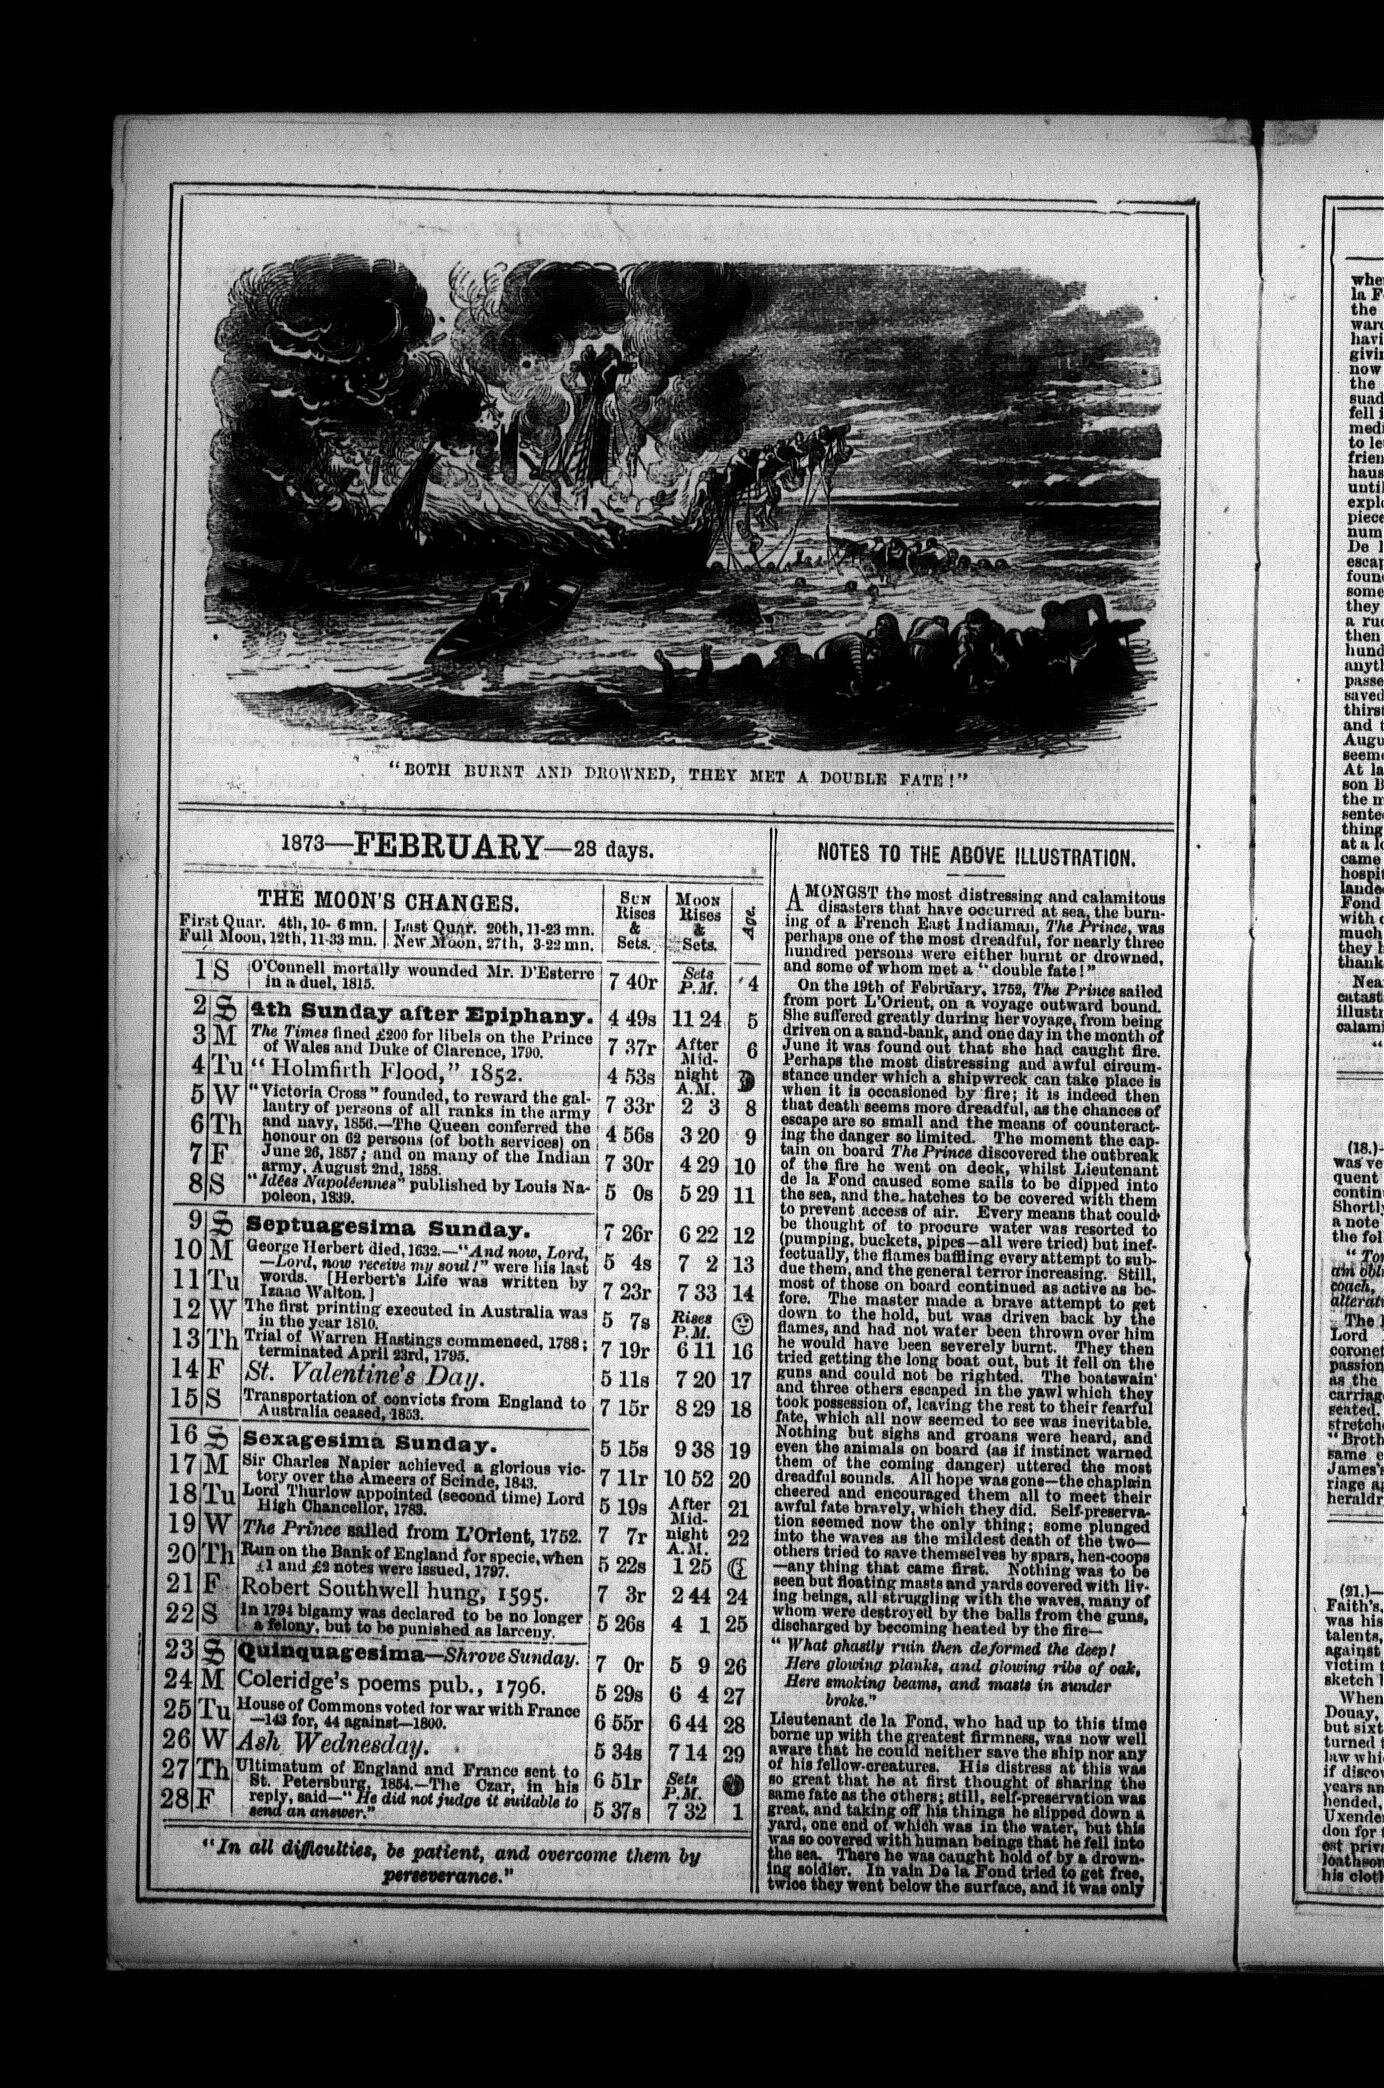 "BOTH BURNT AND DROWNED, THEY MET A DOUBLE FATE!"
1873—FEBRUARY—28 days.
THE MOON'S CHANGES.
First Quar. 4th, 10- 6 mn. | Last Quar. 20th, 11-23 mn.
Full Moon, 12th, 11-33 mn. | New Moon, 27th, 3-22 mn.
SUN Rises & Sets.
MOON Rises & Sets.
Age.
1 S O'Connell mortally wounded Mr. D'Esterre 7 40r Sets P.M. 4
in a duel, 1815.
2 S 4th Sunday after Epiphany. 4 49s 11 24 5
3 M The Times fined £200 for libels on the Prince 7 37r After 6
of Wales and Duke of Clarence, 1790. Mid-
4 Tu "Holmfirth Flood," 1852. 4 53s night A.M.
5 W "Victoria Cross" founded, to reward the gal- 7 33r 2 3 8
lantry of persons of all ranks in the army
6 Th and navy, 1856.—The Queen conferred the 4 56s 3 20 9
honour on 62 persons (of both services) on
7 F June 26, 1857; and on many of the Indian 7 30r 4 29 10
army, August 2nd, 1858.
8 S "Idées Napoléennes" published by Louis Na- 5 0s 5 29 11
poleon, 1839.
9 S Septuagesima Sunday. 7 26r 6 22 12
10 M George Herbert died, 1632.—"And now, Lord, 5 4s 7 2 13
—Lord, now receive my soul!" were his last
11 Tu words. [Herbert's Life was written by 7 23r 7 33 14
Izaac Walton.]
12 W The first printing executed in Australia was 5 7s Rises P.M.
in the year 1810.
13 Th Trial of Warren Hastings commenced, 1788; 7 19r 6 11 16
terminated April 23rd, 1795.
14 F St. Valentine's Day. 5 11s 7 20 17
15 S Transportation of convicts from England to 7 15r 8 29 18
Australia ceased, 1853.
16 S Sexagesima Sunday. 5 15s 9 38 19
17 M Sir Charles Napier achieved a glorious vic- 7 11r 10 52 20
tory over the Ameers of Scinde, 1843.
18 Tu Lord Thurlow appointed (second time) Lord 5 19s After 21
High Chancellor, 1783. Mid-
19 W The Prince sailed from L'Orient, 1752. 7 7r night A.M. 22
20 Th Run on the Bank of England for specie, when 5 22s 1 25
£1 and £2 notes were issued, 1797.
21 F Robert Southwell hung, 1595. 7 3r 2 44 24
22 S In 1794 bigamy was declared to be no longer 5 26s 4 1 25
a felony, but to be punished as larceny.
23 S Quinquagesima—Shrove Sunday. 7 0r 5 9 26
24 M Coleridge's poems pub., 1796. 5 29s 6 4 27
25 Tu House of Commons voted for war with France 6 55r 6 44 28
—143 for, 44 against—1800.
26 W Ash Wednesday. 5 34s 7 14 29
27 Th Ultimatum of England and France sent to 6 51r Sets P.M.
St. Petersburg, 1854.—The Czar, in his
28 F reply, said—"He did not judge it suitable to 5 37s 7 32 1
send an answer."
"In all difficulties, be patient, and overcome them by
perseverance."
NOTES TO THE ABOVE ILLUSTRATION.
AMONGST the most distressing and calamitous
disasters that have occurred at sea, the burn-
ing of a French East Indiaman, The Prince, was
perhaps one of the most dreadful, for nearly three
hundred persons were either burnt or drowned,
and some of whom met a "double fate!"
On the 19th of February, 1752, The Prince sailed
from port L'Orient, on a voyage outward bound.
She suffered greatly during her voyage, from being
driven on a sand-bank, and one day in the month of
June it was found out that she had caught fire.
Perhaps the most distressing and awful circum-
stance under which a shipwreck can take place is
when it is occasioned by fire; it is indeed then
that death seems more dreadful, as the chances of
escape are so small and the means of counteract-
ing the danger so limited. The moment the cap-
tain on board The Prince discovered the outbreak
of the fire he went on deck, whilst Lieutenant
de la Fond caused some sails to be dipped into
the sea, and the hatches to be covered with them
to prevent access of air. Every means that could
be thought of to procure water was resorted to
(pumping, buckets, pipes—all were tried) but inef-
fectually, the flames baffling every attempt to sub-
due them, and the general terror increasing. Still,
most of those on board continued as active as be-
fore. The master made a brave attempt to get
down to the hold, but was driven back by the
flames, and had not water been thrown over him
he would have been severely burnt. They then
tried getting the long boat out, but it fell on the
guns and could not be righted. The boatswain
and three others escaped in the yawl which they
took possession of, leaving the rest to their fearful
fate, which all now seemed to see was inevitable.
Nothing but sighs and groans were heard, and
even the animals on board (as if instinct warned
them of the coming danger) uttered the most
dreadful sounds. All hope was gone—the chaplain
cheered and encouraged them all to meet their
awful fate bravely, which they did. Self-preserva-
tion seemed now the only thing; some plunged
into the waves as the mildest death of the two—
others tried to save themselves by spars, hen-coops
—any thing that came first. Nothing was to be
seen but floating masts and yards covered with liv-
ing beings, all struggling with the waves, many of
whom were destroyed by the balls from the guns,
discharged by becoming heated by the fire—
"What ghastly ruin then deformed the deep!
Here glowing planks, and glowing ribs of oak,
Here smoking beams, and masts in sunder
broke."
Lieutenant de la Fond, who had up to this time
borne up with the greatest firmness, was now well
aware that he could neither save the ship nor any
of his fellow-creatures. His distress at this was
so great that he at first thought of sharing the
same fate as the others; still, self-preservation was
great, and taking off his things he slipped down a
yard, one end of which was in the water, but this
was so covered with human beings that he fell into
the sea. There he was caught hold of by a drown-
ing soldier. In vain De la Fond tried to get free,
twice they went below the surface, and it was only